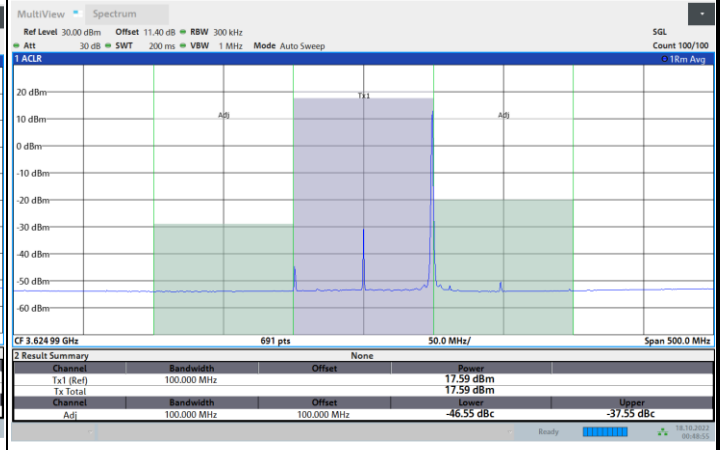 MultiView Spectrum
Ref Level 30.00 dBm Offset 11.40 dB RBW 300 kHz SGL
Att 30 dB SWT 200 ms VBW 1 MHz Mode Auto Sweep Count 100/100
1 ACLR 1Rm Avg
20 dBm
Tx1
10 dBm
Adj Adj
0 dBm
-10 dBm
-20 dBm
-30 dBm
-40 dBm
-50 dBm
-60 dBm
CF 3.624 99 GHz 691 pts 50.0 MHz/ Span 500.0 MHz
2 Result Summary None
Channel Bandwidth Offset Power
Tx1 (Ref) 100.000 MHz 17.59 dBm
Tx Total 17.59 dBm
Channel Bandwidth Offset Lower Upper
Adj 100.000 MHz 100.000 MHz -46.55 dBc -37.55 dBc
Ready 18.10.2022
00:48:55